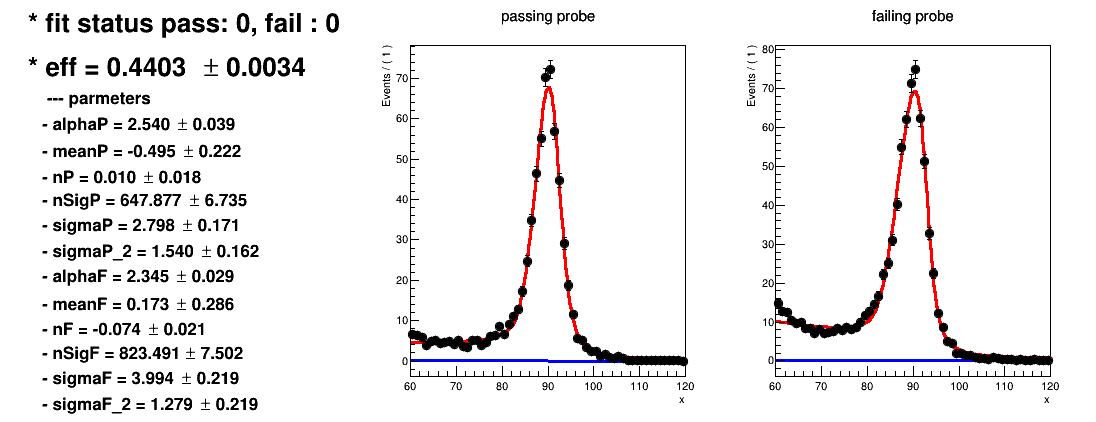 * fit status pass: 0, fail : 0
* eff = 0.4403 ± 0.0034
--- parmeters
- alphaP = 2.540 ± 0.039
- meanP = -0.495 ± 0.222
- nP = 0.010 ± 0.018
- nSigP = 647.877 ± 6.735
- sigmaP = 2.798 ± 0.171
- sigmaP_2 = 1.540 ± 0.162
- alphaF = 2.345 ± 0.029
- meanF = 0.173 ± 0.286
- nF = -0.074 ± 0.021
- nSigF = 823.491 ± 7.502
- sigmaF = 3.994 ± 0.219
- sigmaF_2 = 1.279 ± 0.219
passing probe
Events / ( 1 )
70
60
50
40
30
20
10
0
60 70 80 90 100 110 120
x
failing probe
Events / ( 1 )
80
70
60
50
40
30
20
10
0
60 70 80 90 100 110 120
x